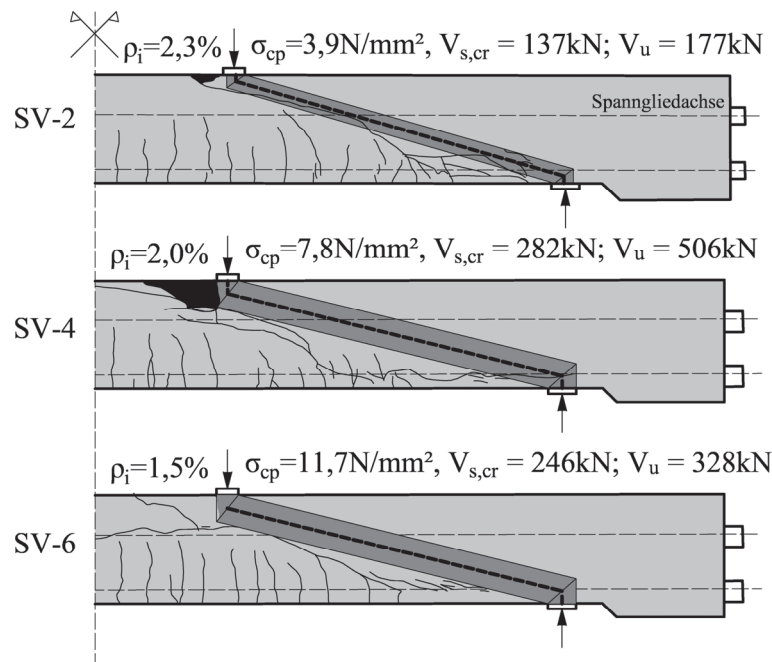 ρi=2,3% σcp=3,9N/mm², Vs,cr = 137kN; Vu = 177kN
SV-2
Spanngliedachse
ρi=2,0% σcp=7,8N/mm², Vs,cr = 282kN; Vu = 506kN
SV-4
ρi=1,5% σcp=11,7N/mm², Vs,cr = 246kN; Vu = 328kN
SV-6